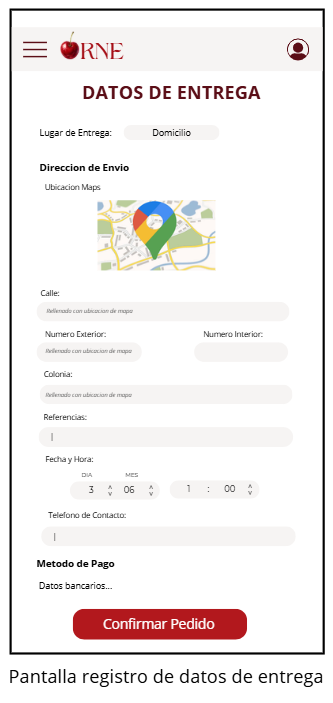 ORNE
DATOS DE ENTREGA
Lugar de Entrega: Domicilio
Direccion de Envio
Ubicacion Maps
Calle:
Rellenado con ubicacion de mapa
Numero Exterior: Numero Interior:
Rellenado con ubicacion de mapa
Colonia:
Rellenado con ubicacion de mapa
Referencias:
|
Fecha y Hora:
DIA MES
3 06 1 : 00
Telefono de Contacto:
|
Metodo de Pago
Datos bancarios...
Confirmar Pedido
Pantalla registro de datos de entrega